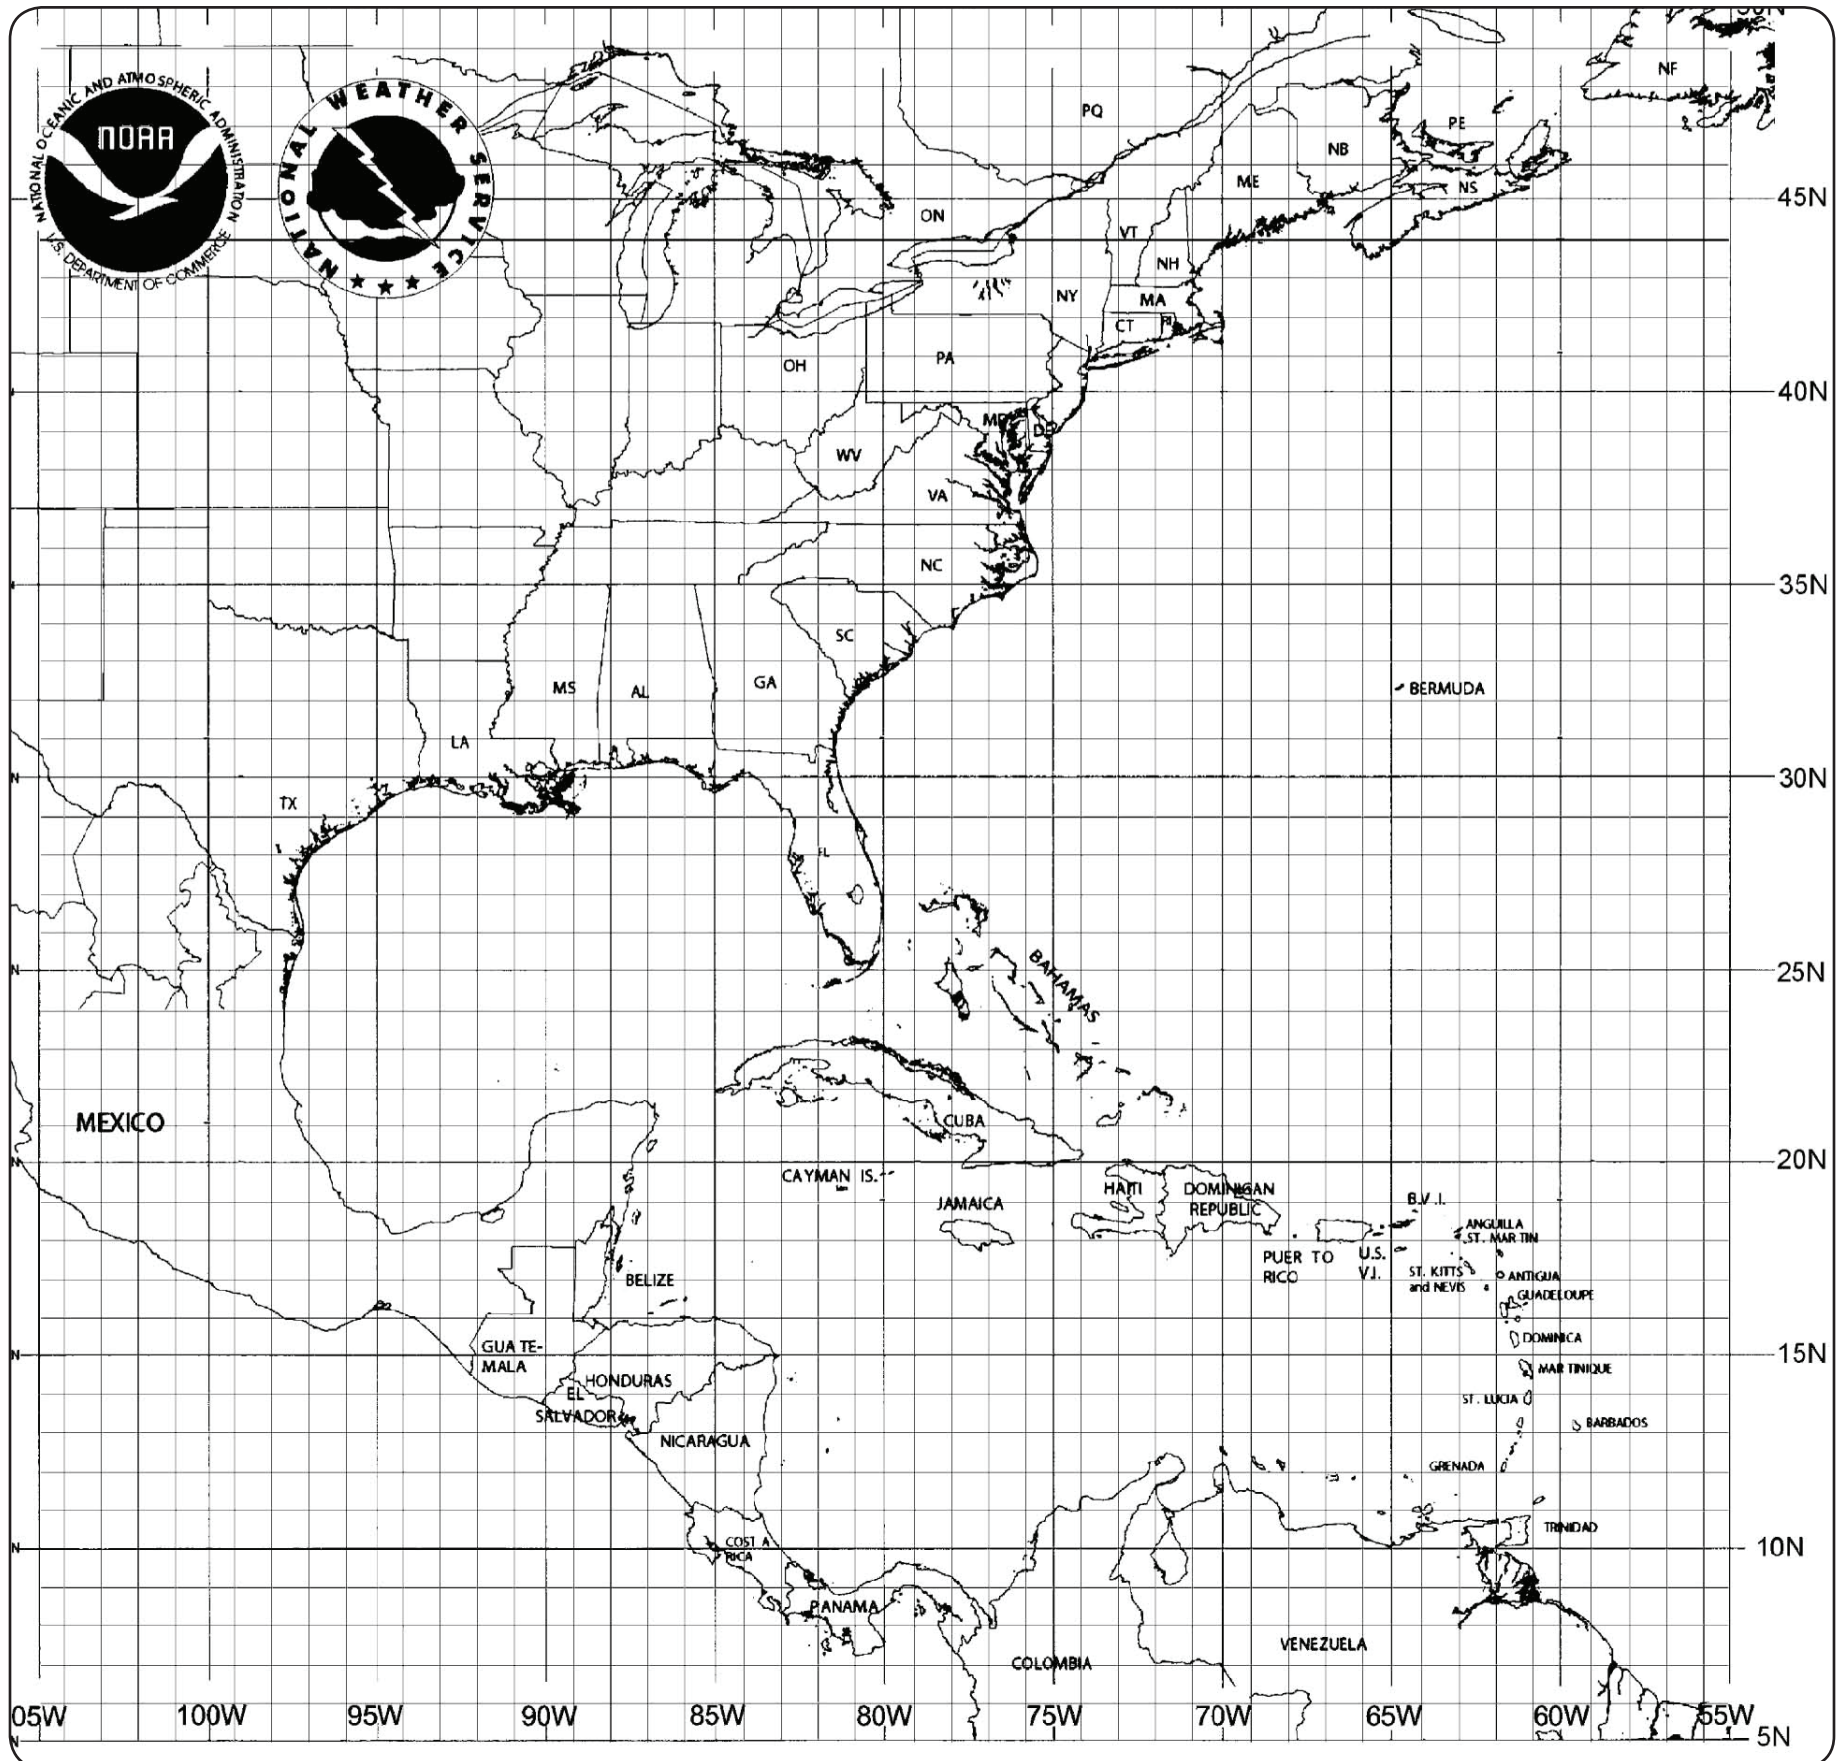 NATIONAL OCEANIC AND ATMOSPHERIC ADMINISTRATION
NOAA
U.S. DEPARTMENT OF COMMERCE
NATIONAL WEATHER SERVICE
NF
PQ
PE
NB
NS
ME
45N
ON
VT
NH
NY
MA
CT
RI
PA
OH
40N
MD
DE
WV
VA
NC
35N
SC
GA
MS
AL
BERMUDA
LA
30N
TX
FL
BAHAMAS
25N
MEXICO
CUBA
20N
CAYMAN IS.
HAITI
DOMINIGAN
REPUBLIC
JAMAICA
B.V.I.
ANGUILLA
ST. MARTIN
PUER TO
RICO
U.S.
V.I.
ST. KITTS
and NEVIS
ANTIGUA
GUADELOUPE
BELIZE
DOMINICA
GUA TE-
MALA
15N
MAR TINIQUE
HONDURAS
EL
SALVADOR
ST. LUCIA
BARBADOS
NICARAGUA
GRENADA
TRINIDAD
COST A
RICA
10N
PANAMA
VENEZUELA
COLOMBIA
05W 100W 95W 90W 85W 80W 75W 70W 65W 60W 55W
5N